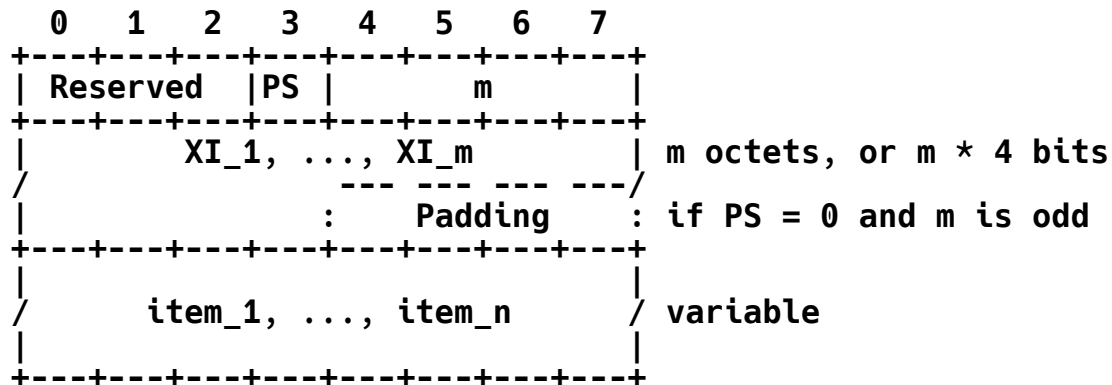 0   1   2   3   4   5   6   7
+---+---+---+---+---+---+---+---+
| Reserved  |PS |       m       |
+---+---+---+---+---+---+---+---+
|        XI_1, ..., XI_m        | m octets, or m * 4 bits
/                --- --- --- ---/
|               :    Padding    : if PS = 0 and m is odd
+---+---+---+---+---+---+---+---+
|                               |
/      item_1, ..., item_n      / variable
|                               |
+---+---+---+---+---+---+---+---+